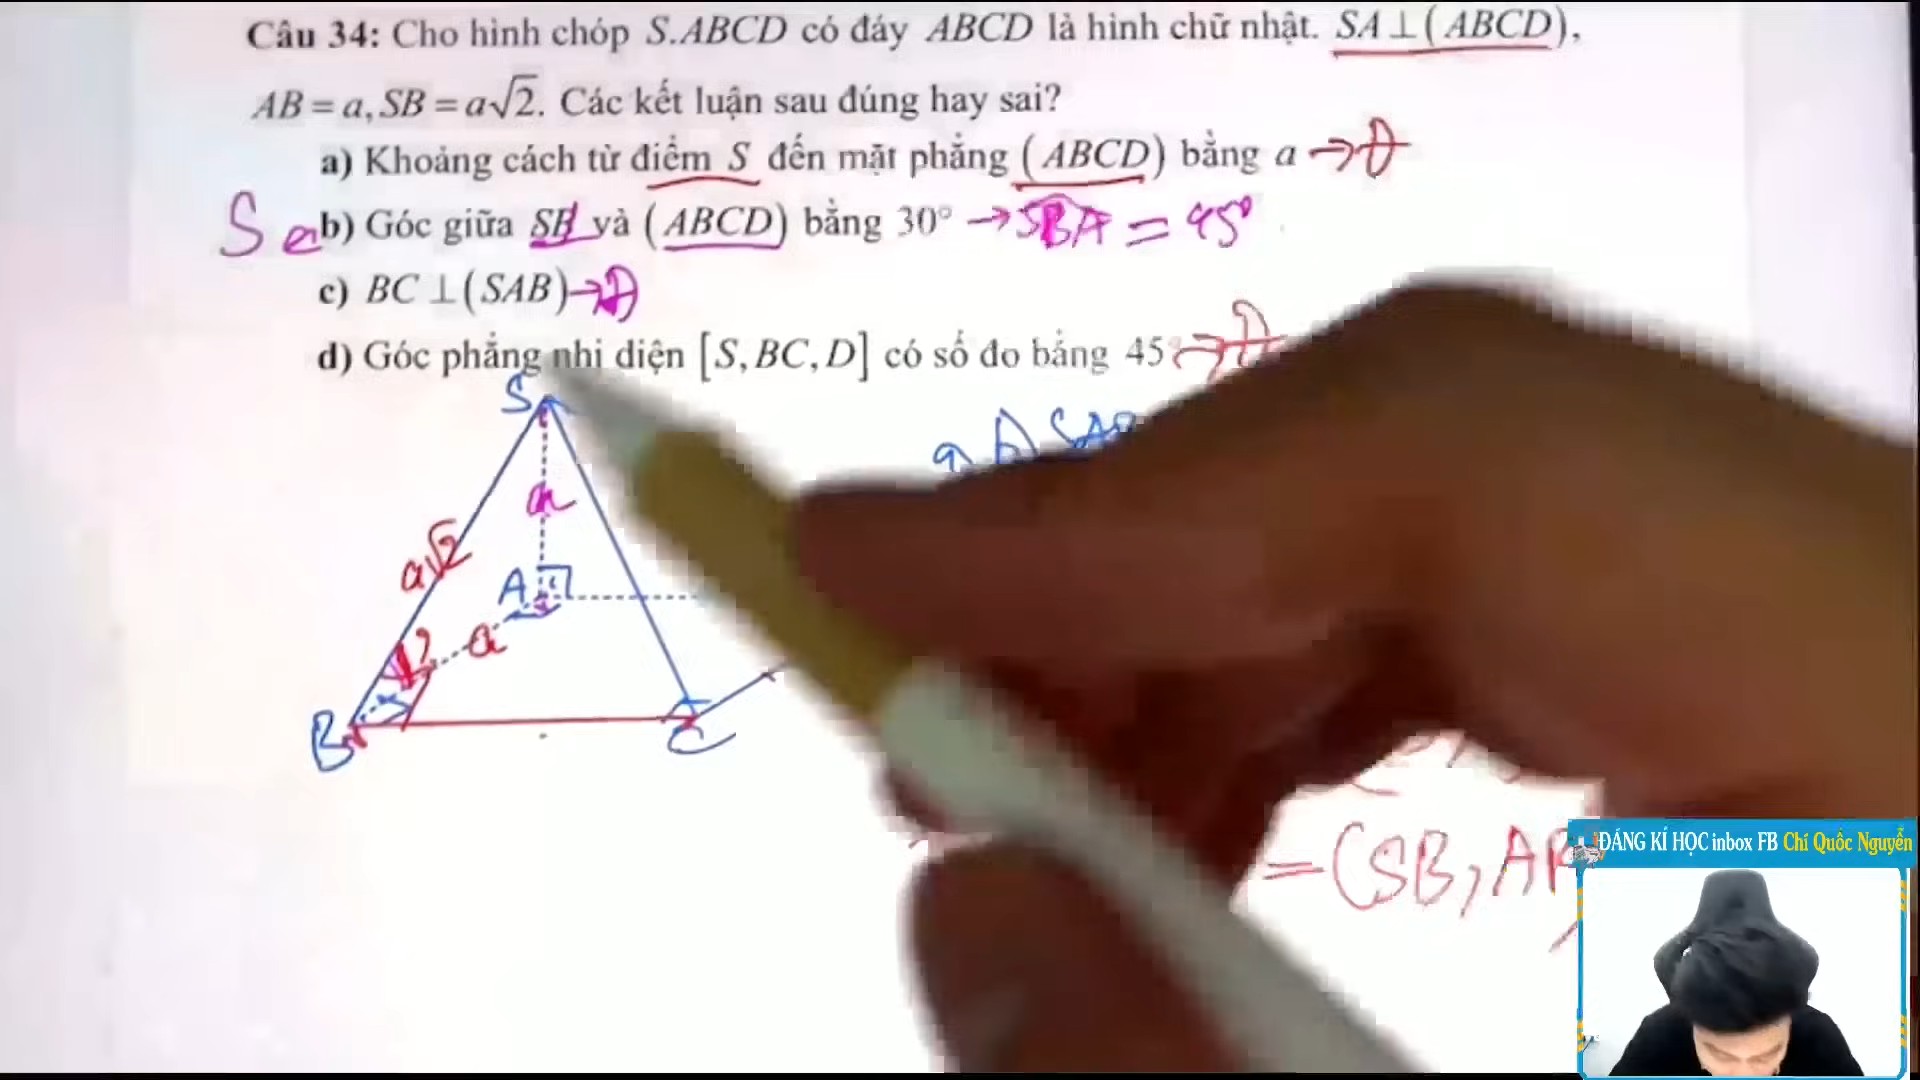 Câu 34: Cho hình chóp S.ABCD có đáy ABCD là hình chữ nhật. SA⊥(ABCD),
AB = a, SB = a√2. Các kết luận sau đúng hay sai?
a) Khoảng cách từ điểm S đến mặt phẳng (ABCD) bằng a → Đ
Sai b) Góc giữa SB và (ABCD) bằng 30° → SBA = 45°
c) BC ⊥ (SAB) → Đ
d) Góc phẳng nhị diện [S, BC, D] có số đo bằng 45° → Đ
S
a
a√2
A
a
?
B
C
= (SB, AB
ĐĂNG KÍ HỌC inbox FB Chí Quốc Nguyễn